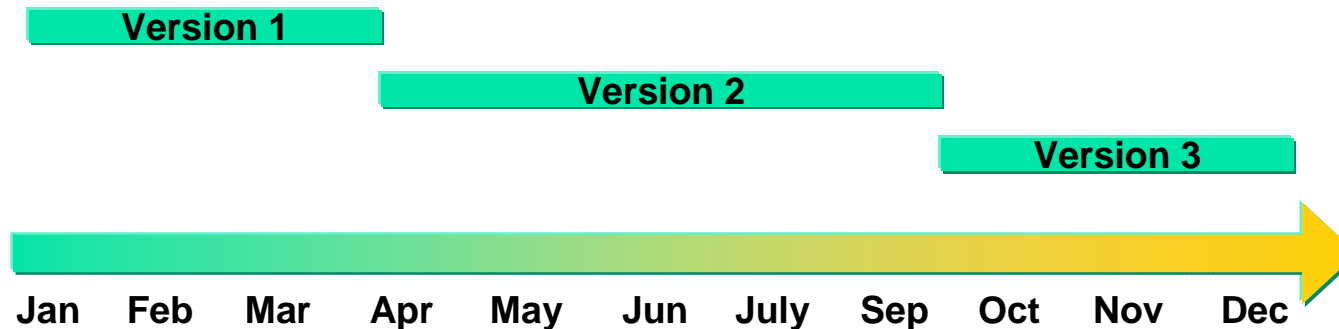 Version 1
Version 2
Version 3
Jan Feb Mar Apr May Jun July Sep Oct Nov Dec